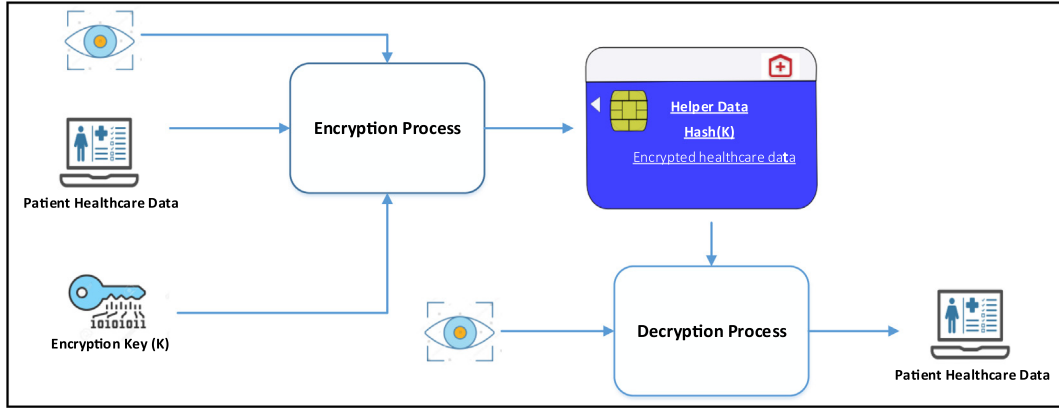 Encryption Process
Helper Data
Hash(K)
Encrypted healthcare data
Patient Healthcare Data
10101011
Encryption Key (K)
Decryption Process
Patient Healthcare Data